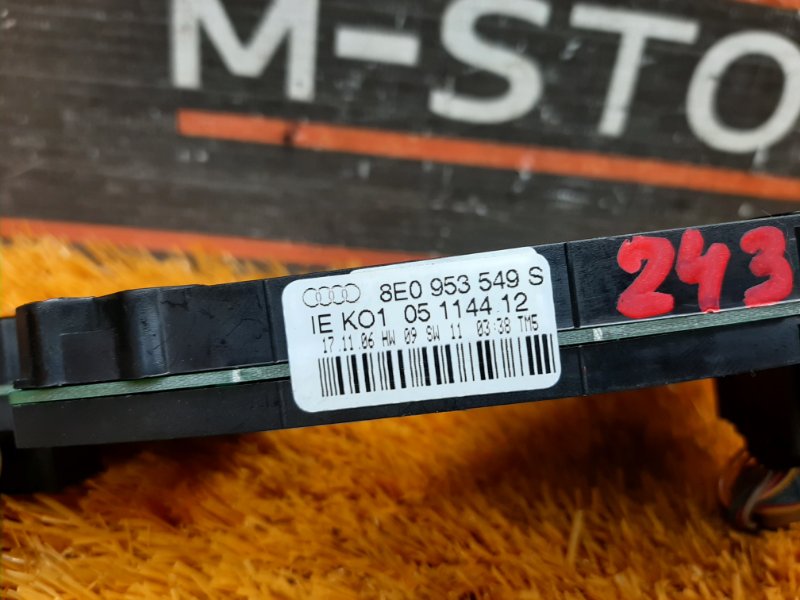 M-STO
243
8E0 953 549 S
IE KO1 05 1144 12
17.11.06 HW 09 SW 11 03:38 TM5